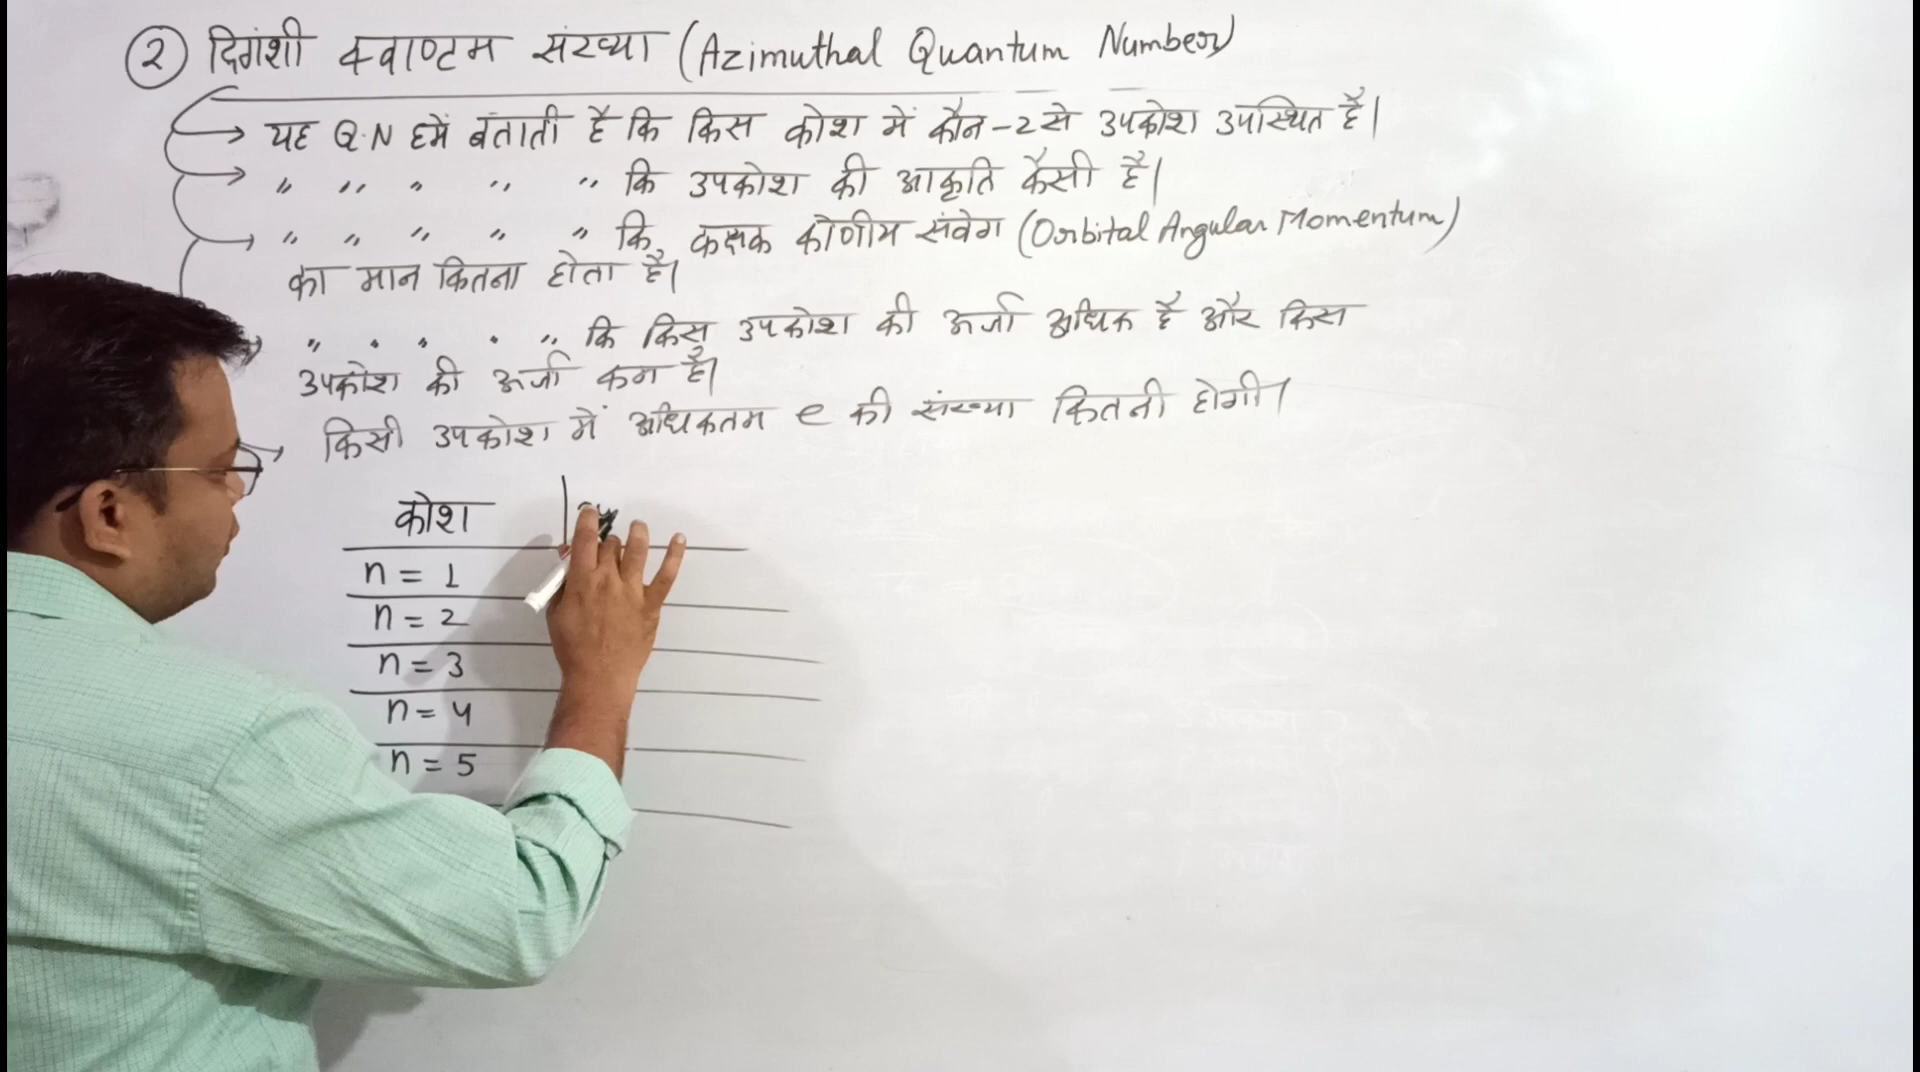 ② दिगंशी क्वाण्टम संख्या (Azimuthal Quantum Number)
→ यह Q.N हमें बताती है कि किस कोश में कौन-2 से उपकोश उपस्थित है।
→ " " " " " कि उपकोश की आकृति कैसी है।
→ " " " " " कि, कक्षक कोणीय संवेग (Orbital Angular Momentum)
का मान कितना होता है।
" " " " " कि किस उपकोश की ऊर्जा अधिक है और किस
उपकोश की ऊर्जा कम है।
→ किसी उपकोश में अधिकतम e की संख्या कितनी होगी।
कोश
n = 1
n = 2
n = 3
n = 4
n = 5